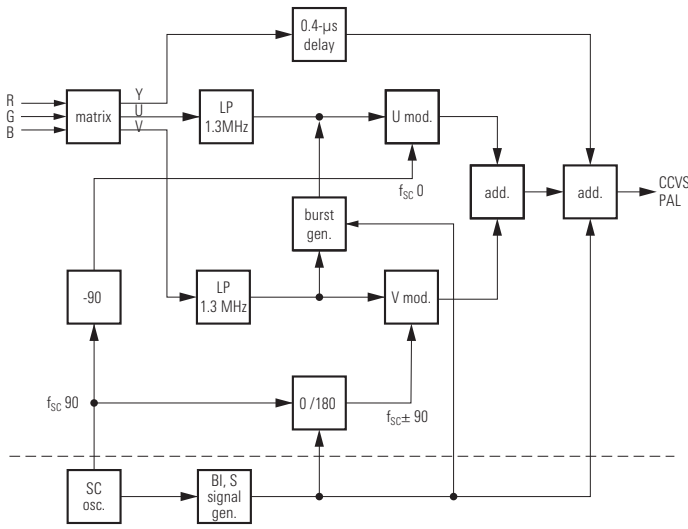 0.4-µs
delay
R
G
B
matrix
Y
U
V
LP
1.3MHz
U mod.
f_SC 0
burst
gen.
add.
add.
CCVS
PAL
-90
LP
1.3 MHz
V mod.
f_SC 90
0 /180
f_SC± 90
SC
osc.
BI, S
signal
gen.